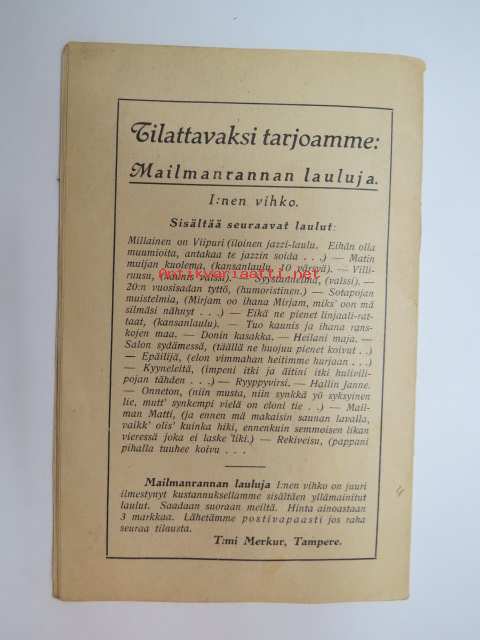 Tilattavaksi tarjoamme:
Mailmanrannan lauluja.
I:nen vihko.
Sisältää seuraavat laulut:
Millainen on Viipuri (iloinen jazzi-laulu. Eihän olla
muumioita, antakaa te jazzin soida . . .) — Matin
muijan kuolema, (kansanlaulu, 10 värsyä). — Villi-
ruusu, (kaunis valssi). — Syysunnelma, (valssi). —
20:n vuosisadan tyttö, (humoristinen.) — Sotapojan
muistelmia, (Mirjam oo ihana Mirjam, miks' oon mä
silmäsi nähnyt . . .) — Eikä ne pienet linjaali-rat-
taat, (kansanlaulu). — Tuo kaunis ja ihana rans-
kojen maa. — Donin kasakka. — Heilani maja. —
Salon sydämessä, (täällä ne huojuu pienet koivut . .)
— Epäilijä, (elon vimmahan heitimme hurjaan . . .)
— Kyyneleitä, (impeni itki ja äitini itki hulivili-
pojan tähden . . .) — Ryyppyvirsi. — Hallin Janne.
— Onneton, (niin musta, niin synkkä yö syksyinen
lie, mutt' synkempi vielä on eloni tie . . .) — Mail-
man Matti, (ja ennen mä makaisin saunan lavalla,
vaikk' olis' kuinka hiki, ennenkuin semmoisen likan
vieressä joka ei laske 'liki.) — Rekiveisu, (pappani
pihalla tuuhee koivu . . .
Mailmanrannan lauluja I:nen vihko on juuri
ilmestynyt kustannuksellamme sisältäen yllämainitut
laulut. Saadaan suoraan meiltä. Hinta ainoastaan
3 markkaa. Lähetämme postivapaasti jos raha
seuraa tilausta.
T:mi Merkur, Tampere.